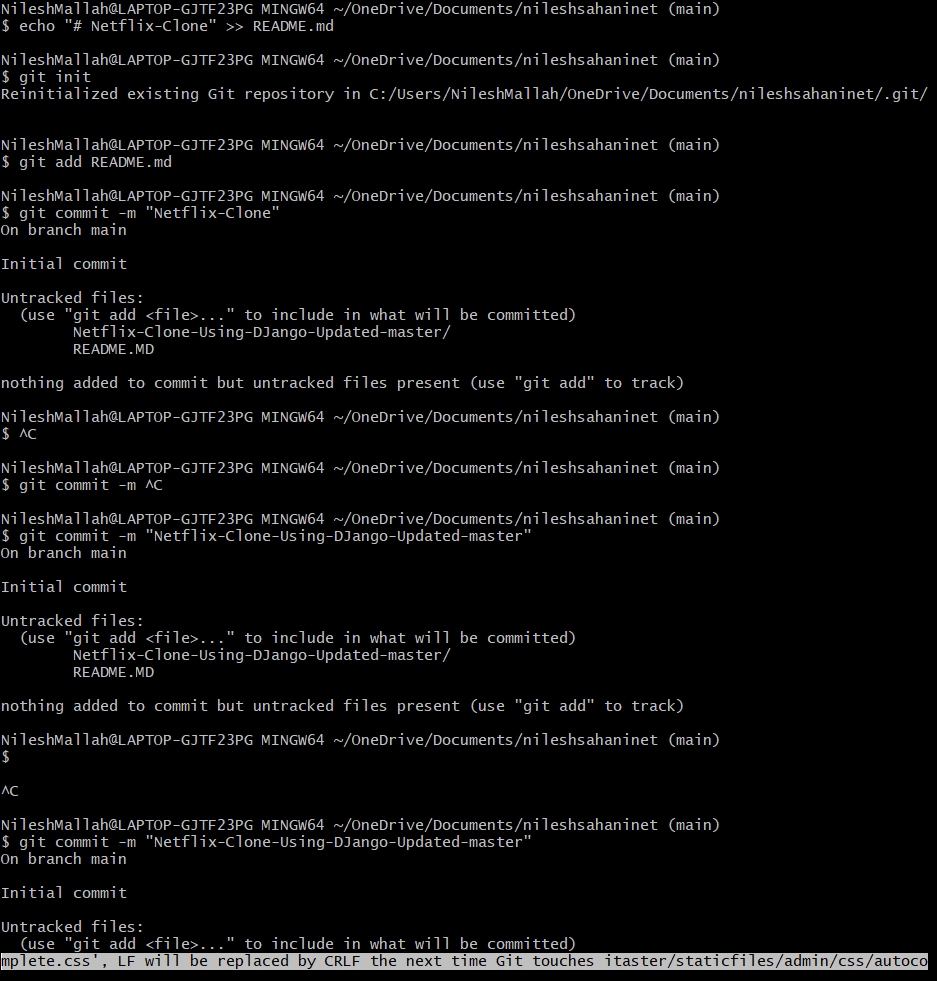 NileshMallah@LAPTOP-GJTF23PG MINGW64 ~/OneDrive/Documents/nileshsahaninet (main)
$ echo "# Netflix-Clone" >> README.md
NileshMallah@LAPTOP-GJTF23PG MINGW64 ~/OneDrive/Documents/nileshsahaninet (main)
$ git init
Reinitialized existing Git repository in C:/Users/NileshMallah/OneDrive/Documents/nileshsahaninet/.git/
NileshMallah@LAPTOP-GJTF23PG MINGW64 ~/OneDrive/Documents/nileshsahaninet (main)
$ git add README.md
NileshMallah@LAPTOP-GJTF23PG MINGW64 ~/OneDrive/Documents/nileshsahaninet (main)
$ git commit -m "Netflix-Clone"
On branch main
Initial commit
Untracked files:
  (use "git add <file>..." to include in what will be committed)
        Netflix-Clone-Using-DJango-Updated-master/
        README.MD
nothing added to commit but untracked files present (use "git add" to track)
NileshMallah@LAPTOP-GJTF23PG MINGW64 ~/OneDrive/Documents/nileshsahaninet (main)
$ ^C
NileshMallah@LAPTOP-GJTF23PG MINGW64 ~/OneDrive/Documents/nileshsahaninet (main)
$ git commit -m ^C
NileshMallah@LAPTOP-GJTF23PG MINGW64 ~/OneDrive/Documents/nileshsahaninet (main)
$ git commit -m "Netflix-Clone-Using-DJango-Updated-master"
On branch main
Initial commit
Untracked files:
  (use "git add <file>..." to include in what will be committed)
        Netflix-Clone-Using-DJango-Updated-master/
        README.MD
nothing added to commit but untracked files present (use "git add" to track)
NileshMallah@LAPTOP-GJTF23PG MINGW64 ~/OneDrive/Documents/nileshsahaninet (main)
$
^C
NileshMallah@LAPTOP-GJTF23PG MINGW64 ~/OneDrive/Documents/nileshsahaninet (main)
$ git commit -m "Netflix-Clone-Using-DJango-Updated-master"
On branch main
Initial commit
Untracked files:
  (use "git add <file>..." to include in what will be committed)
mplete.css', LF will be replaced by CRLF the next time Git touches itaster/staticfiles/admin/css/autoco